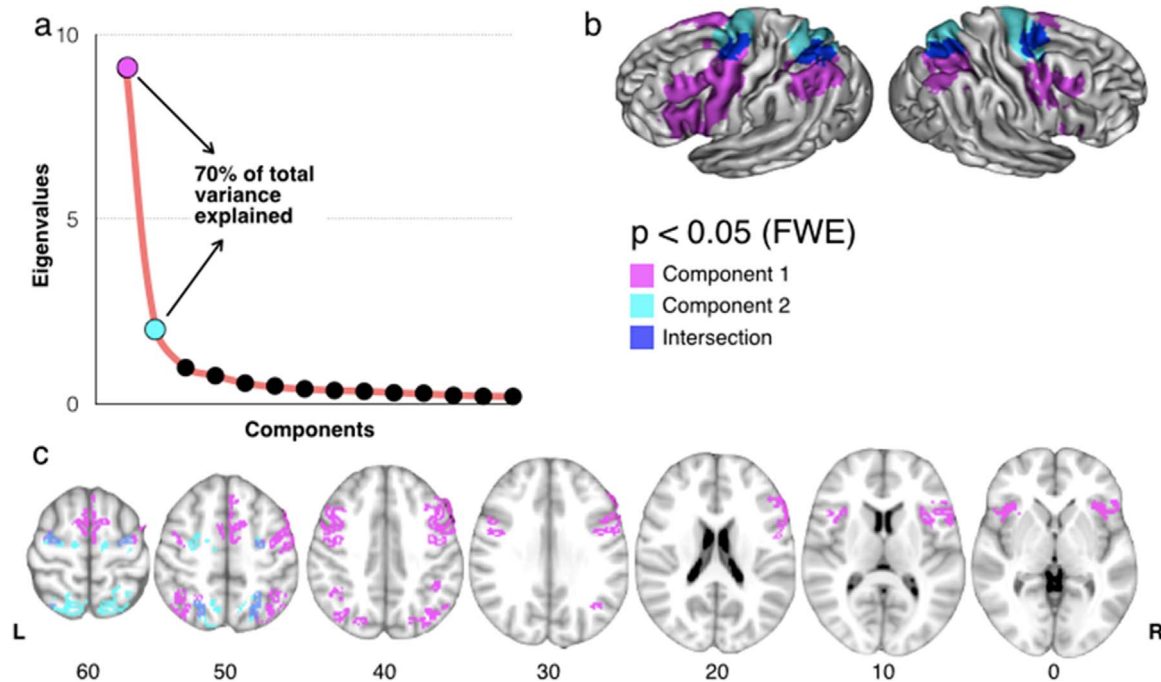 a
10
5
0
Eigenvalues
70% of total
variance
explained
Components
b
p < 0.05 (FWE)
Component 1
Component 2
Intersection
c
L
R
60
50
40
30
20
10
0